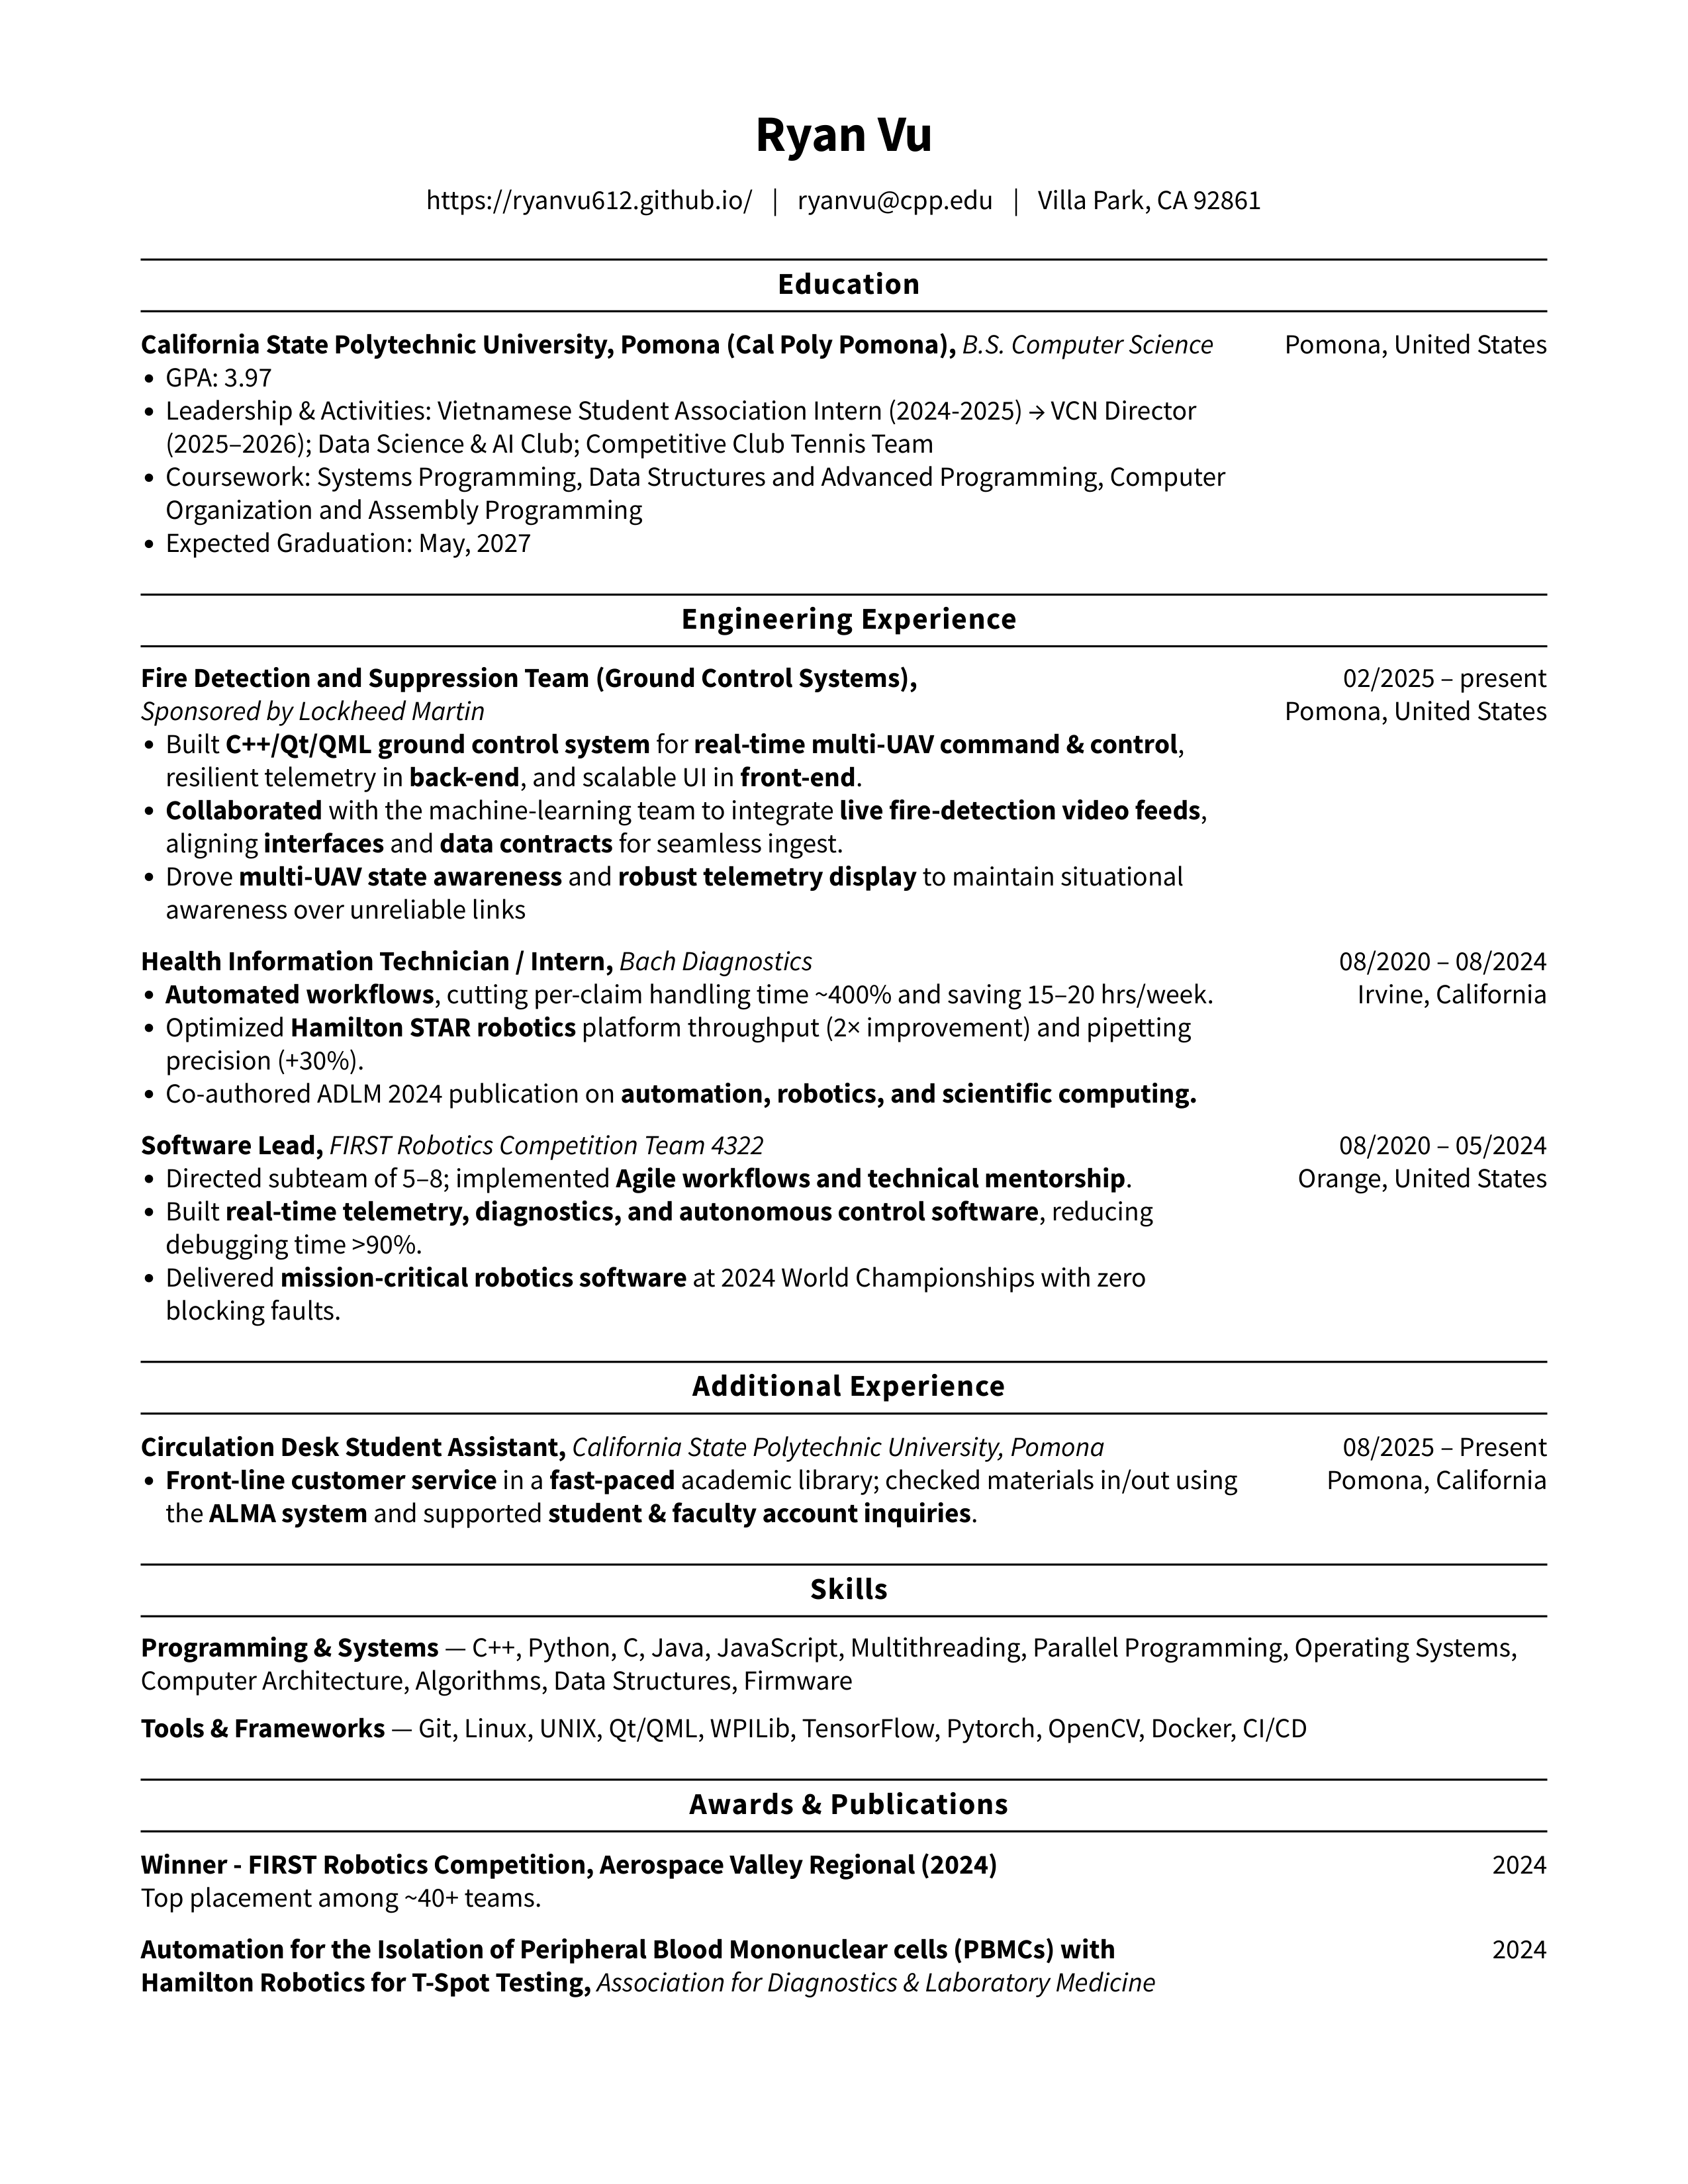 Ryan Vu
https://ryanvu612.github.io/ | ryanvu@cpp.edu | Villa Park, CA 92861
Education
California State Polytechnic University, Pomona (Cal Poly Pomona), B.S. Computer Science Pomona, United States
• GPA: 3.97
• Leadership & Activities: Vietnamese Student Association Intern (2024-2025) → VCN Director
(2025–2026); Data Science & AI Club; Competitive Club Tennis Team
• Coursework: Systems Programming, Data Structures and Advanced Programming, Computer
Organization and Assembly Programming
• Expected Graduation: May, 2027
Engineering Experience
Fire Detection and Suppression Team (Ground Control Systems), 02/2025 – present
Sponsored by Lockheed Martin Pomona, United States
• Built C++/Qt/QML ground control system for real-time multi-UAV command & control,
resilient telemetry in back-end, and scalable UI in front-end.
• Collaborated with the machine-learning team to integrate live fire-detection video feeds,
aligning interfaces and data contracts for seamless ingest.
• Drove multi-UAV state awareness and robust telemetry display to maintain situational
awareness over unreliable links
Health Information Technician / Intern, Bach Diagnostics 08/2020 – 08/2024
• Automated workflows, cutting per-claim handling time ~400% and saving 15–20 hrs/week. Irvine, California
• Optimized Hamilton STAR robotics platform throughput (2× improvement) and pipetting
precision (+30%).
• Co-authored ADLM 2024 publication on automation, robotics, and scientific computing.
Software Lead, FIRST Robotics Competition Team 4322 08/2020 – 05/2024
• Directed subteam of 5–8; implemented Agile workflows and technical mentorship. Orange, United States
• Built real-time telemetry, diagnostics, and autonomous control software, reducing
debugging time >90%.
• Delivered mission-critical robotics software at 2024 World Championships with zero
blocking faults.
Additional Experience
Circulation Desk Student Assistant, California State Polytechnic University, Pomona 08/2025 – Present
• Front-line customer service in a fast-paced academic library; checked materials in/out using Pomona, California
the ALMA system and supported student & faculty account inquiries.
Skills
Programming & Systems — C++, Python, C, Java, JavaScript, Multithreading, Parallel Programming, Operating Systems,
Computer Architecture, Algorithms, Data Structures, Firmware
Tools & Frameworks — Git, Linux, UNIX, Qt/QML, WPILib, TensorFlow, Pytorch, OpenCV, Docker, CI/CD
Awards & Publications
Winner - FIRST Robotics Competition, Aerospace Valley Regional (2024) 2024
Top placement among ~40+ teams.
Automation for the Isolation of Peripheral Blood Mononuclear cells (PBMCs) with 2024
Hamilton Robotics for T-Spot Testing, Association for Diagnostics & Laboratory Medicine